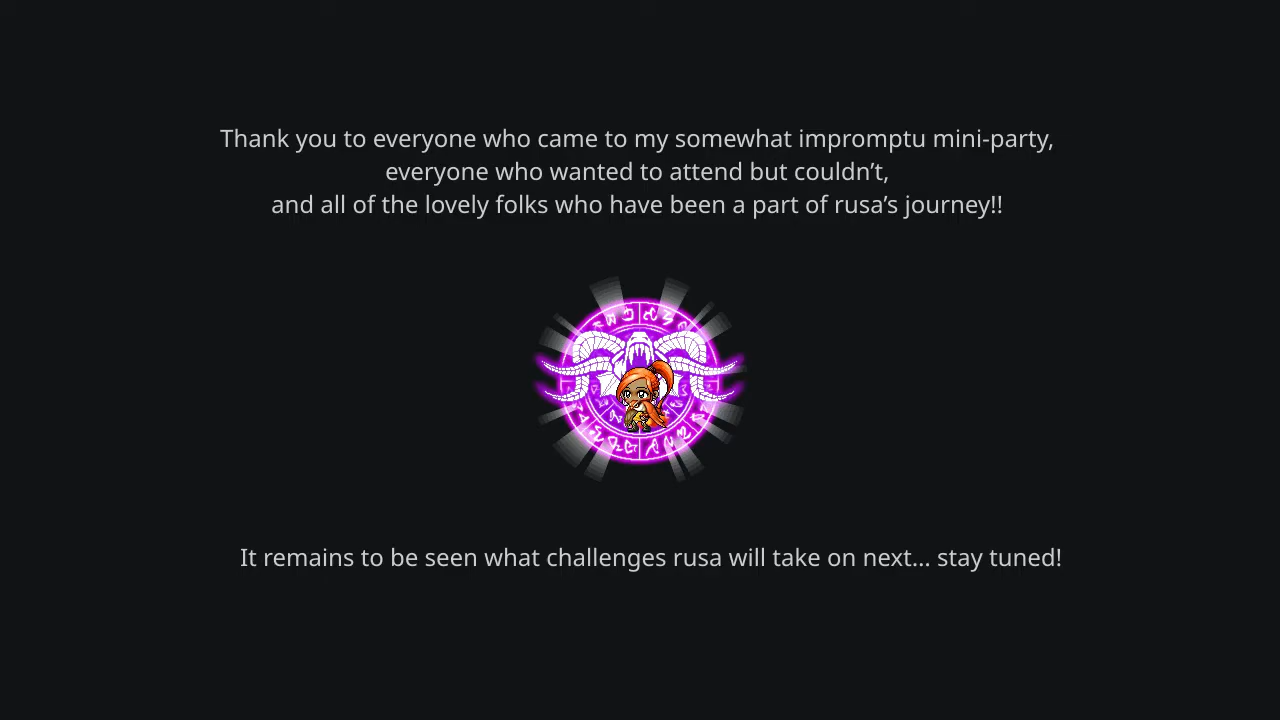 Thank you to everyone who came to my somewhat impromptu mini-party,
everyone who wanted to attend but couldn’t,
and all of the lovely folks who have been a part of rusa’s journey!!
It remains to be seen what challenges rusa will take on next... stay tuned!